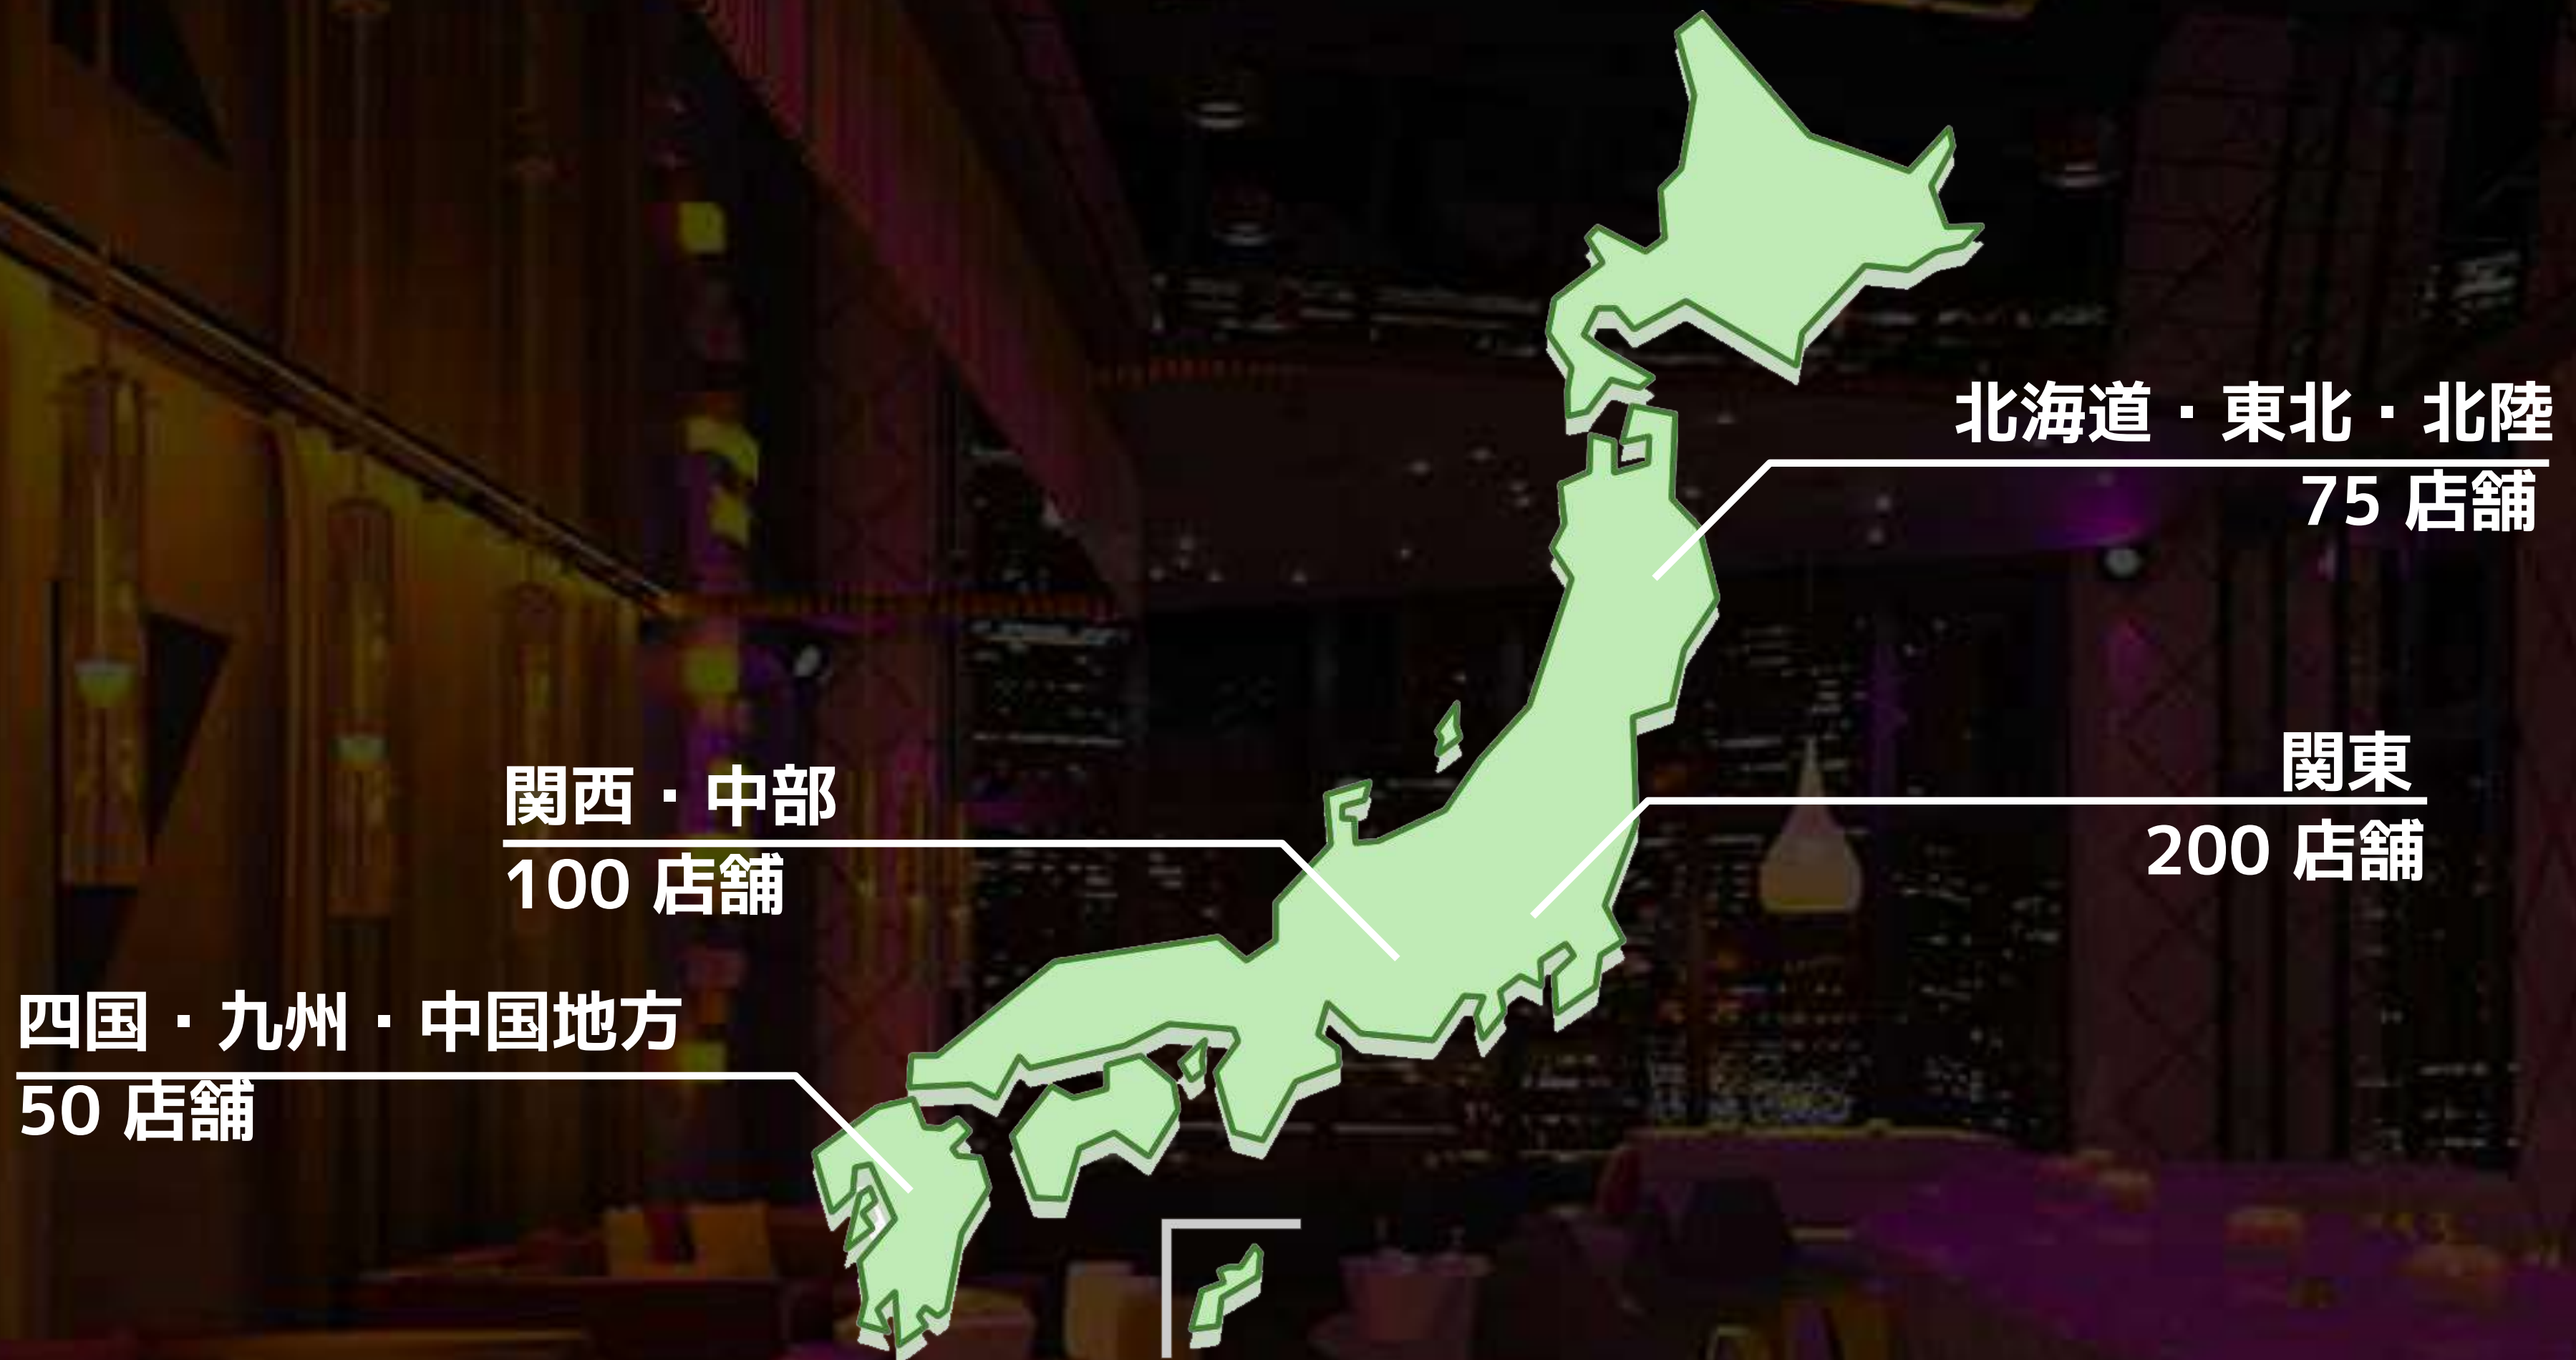 北海道・東北・北陸
75 店舗
関東
200 店舗
関西・中部
100 店舗
四国・九州・中国地方
50 店舗